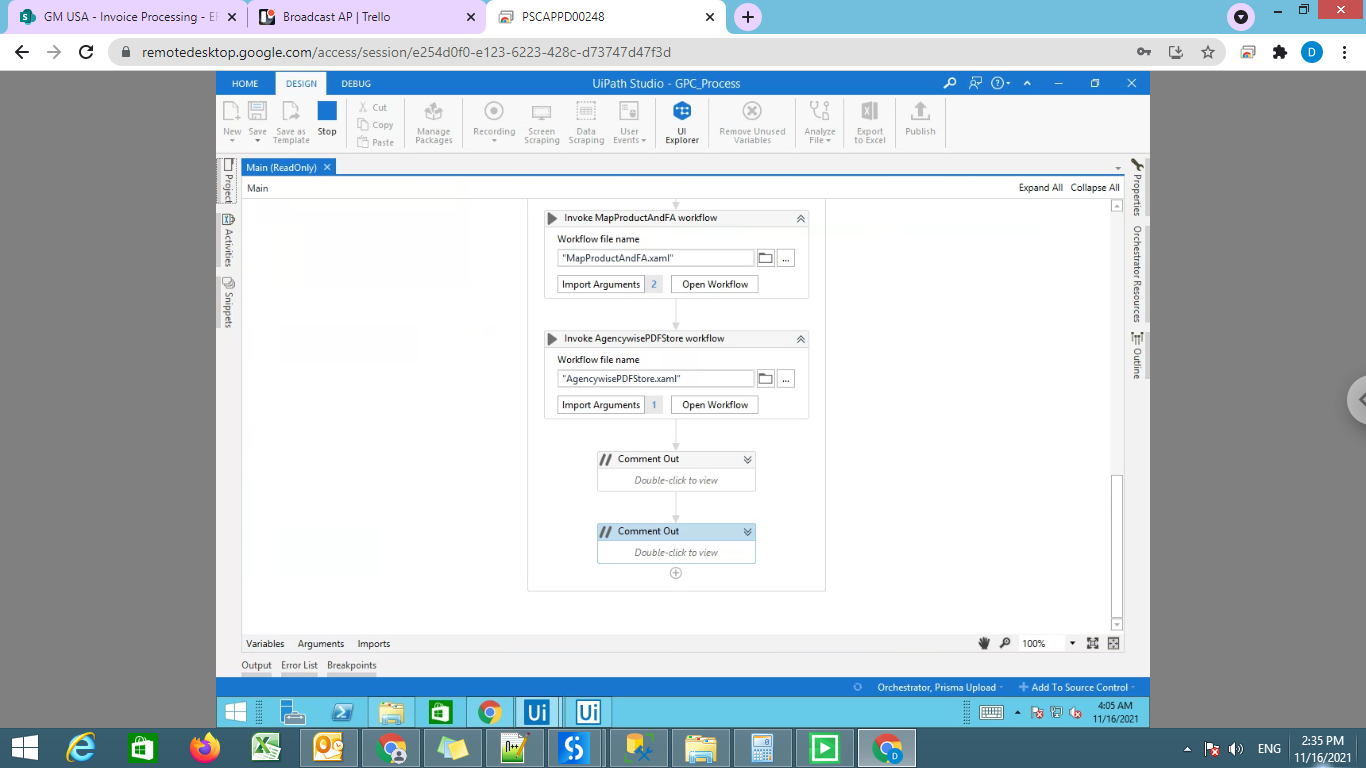 GM USA - Invoice Processing - EF
Broadcast AP | Trello
PSCAPPD00248
remotedesktop.google.com/access/session/e254d0f0-e123-6223-428c-d73747d47f3d
D
HOME DESIGN DEBUG
UiPath Studio - GPC_Process
New
Save
Save as Template
Stop
Cut
Copy
Paste
Manage Packages
Recording
Screen Scraping
Data Scraping
User Events
UI Explorer
Remove Unused Variables
Analyze File
Export to Excel
Publish
Main (ReadOnly)
Main
Expand All Collapse All
Project
Activities
Snippets
Properties
Orchestrator Resources
Outline
Invoke MapProductAndFA workflow
Workflow file name
"MapProductAndFA.xaml"
...
Import Arguments 2 Open Workflow
Invoke AgencywisePDFStore workflow
Workflow file name
"AgencywisePDFStore.xaml"
...
Import Arguments 1 Open Workflow
// Comment Out
Double-click to view
// Comment Out
Double-click to view
Variables Arguments Imports
100%
Output Error List Breakpoints
Orchestrator, Prisma Upload
+ Add To Source Control
Ui
Ui
4:05 AM
11/16/2021
ENG
2:35 PM
11/16/2021